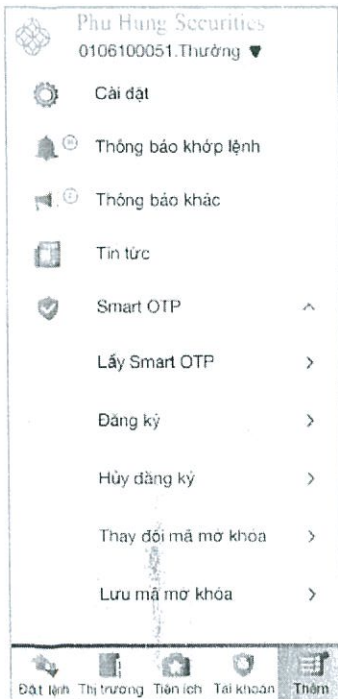 Phu Hung Securities
0106100051.Thường ▼
Cài đặt
Thông báo khớp lệnh
Thông báo khác
Tin tức
Smart OTP
Lấy Smart OTP
Đăng ký
Hủy đăng ký
Thay đổi mã mở khóa
Lưu mã mở khóa
Đặt lệnh Thị trường Tiện ích Tài khoản Thêm